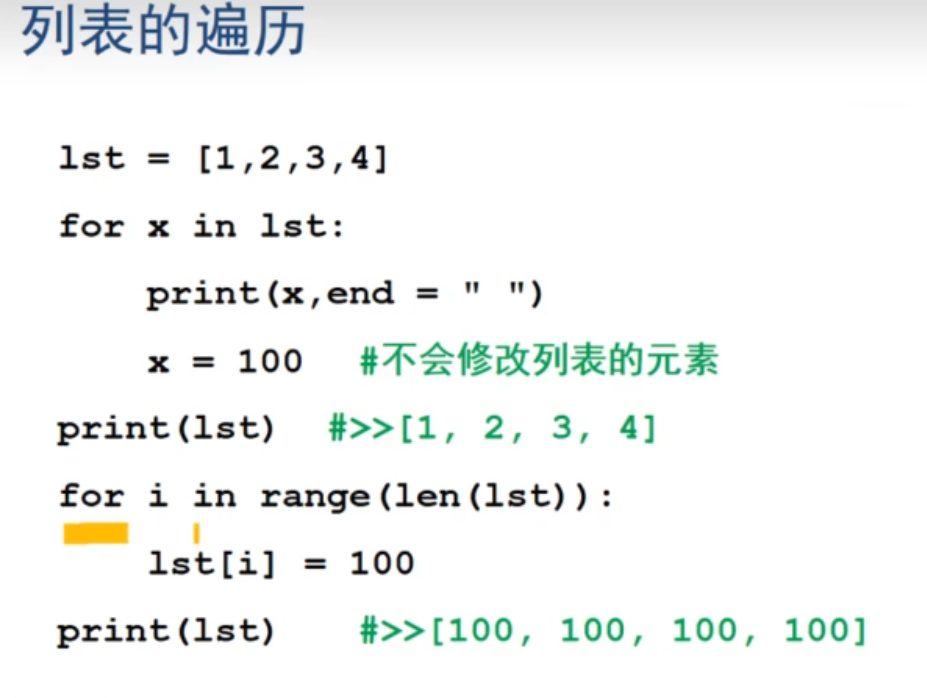 列表的遍历
lst = [1,2,3,4]
for x in lst:
    print(x,end = " ")
    x = 100  #不会修改列表的元素
print(lst)  #>>[1, 2, 3, 4]
for i in range(len(lst)):
    lst[i] = 100
print(lst)   #>>[100, 100, 100, 100]